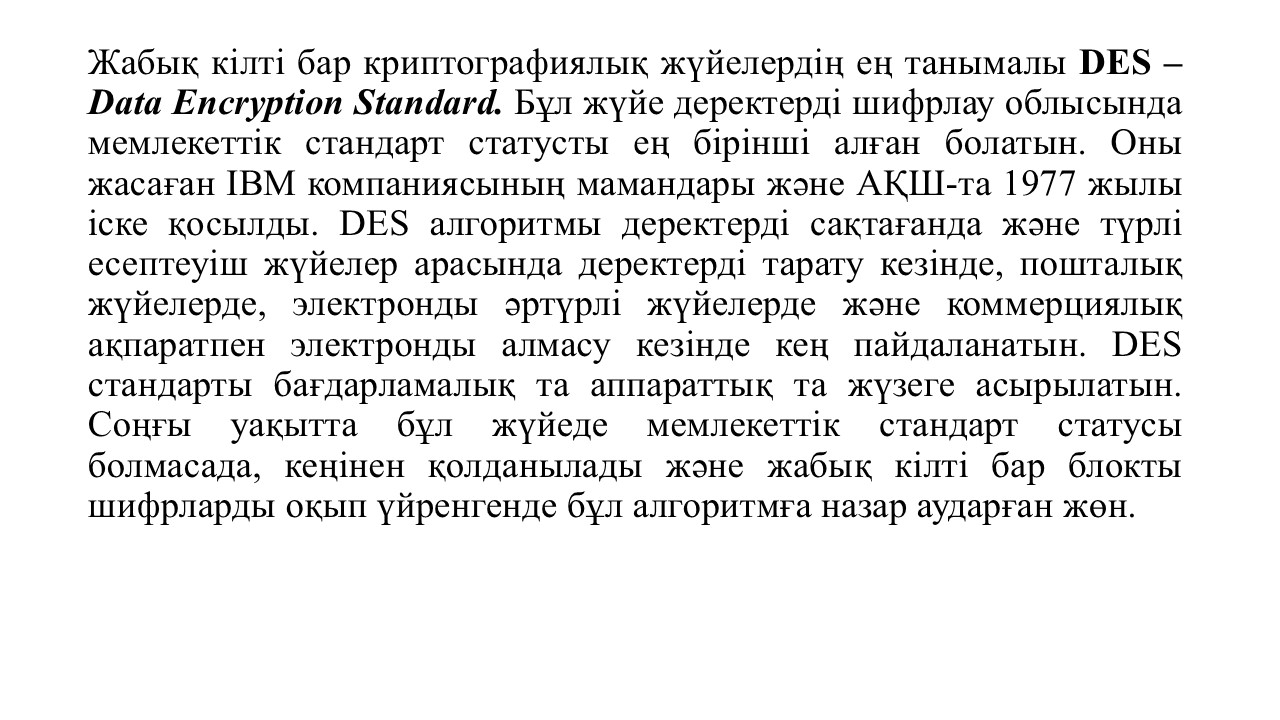 Жабық кілті бар криптографиялық жүйелердің ең танымалы DES –
Data Encryption Standard. Бұл жүйе деректерді шифрлау облысында
мемлекеттік стандарт статусты ең бірінші алған болатын. Оны
жасаған IBM компаниясының мамандары және АҚШ-та 1977 жылы
іске қосылды. DES алгоритмы деректерді сақтағанда және түрлі
есептеуіш жүйелер арасында деректерді тарату кезінде, пошталық
жүйелерде, электронды әртүрлі жүйелерде және коммерциялық
ақпаратпен электронды алмасу кезінде кең пайдаланатын. DES
стандарты бағдарламалық та аппараттық та жүзеге асырылатын.
Соңғы уақытта бұл жүйеде мемлекеттік стандарт статусы
болмасада, кеңінен қолданылады және жабық кілті бар блокты
шифрларды оқып үйренгенде бұл алгоритмға назар аударған жөн.